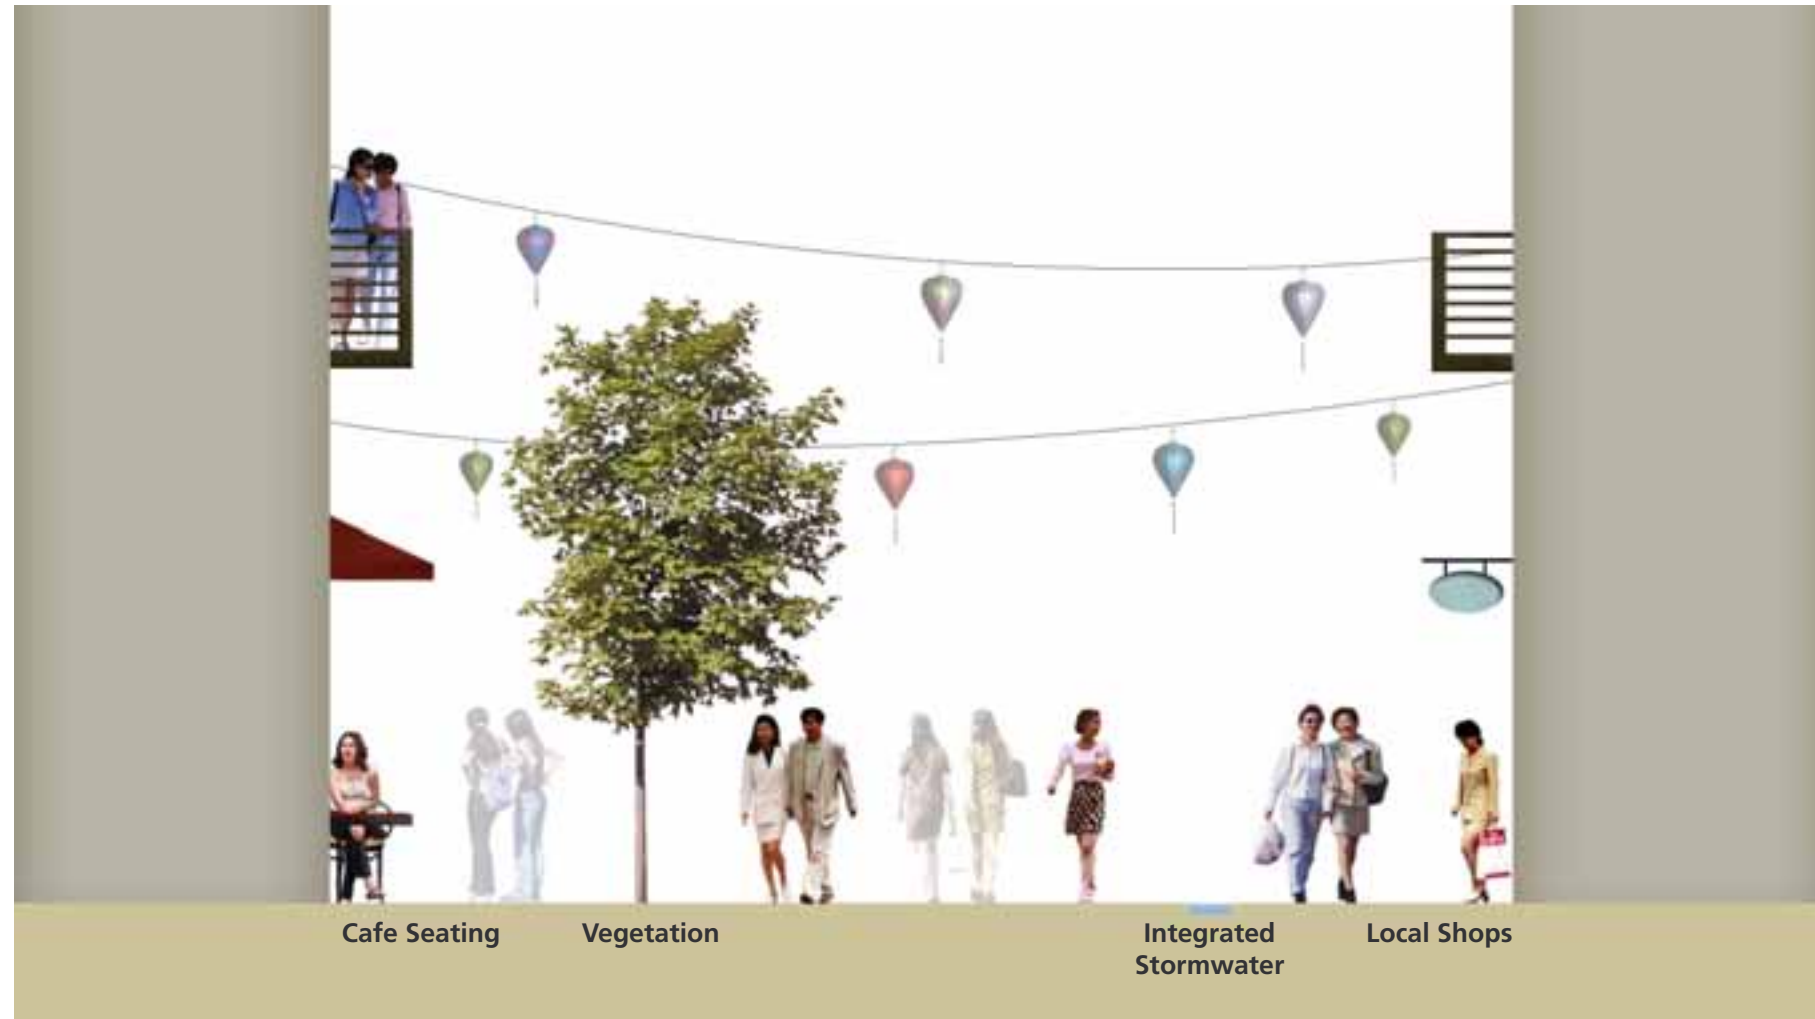 Cafe Seating
Vegetation
Integrated
Stormwater
Local Shops